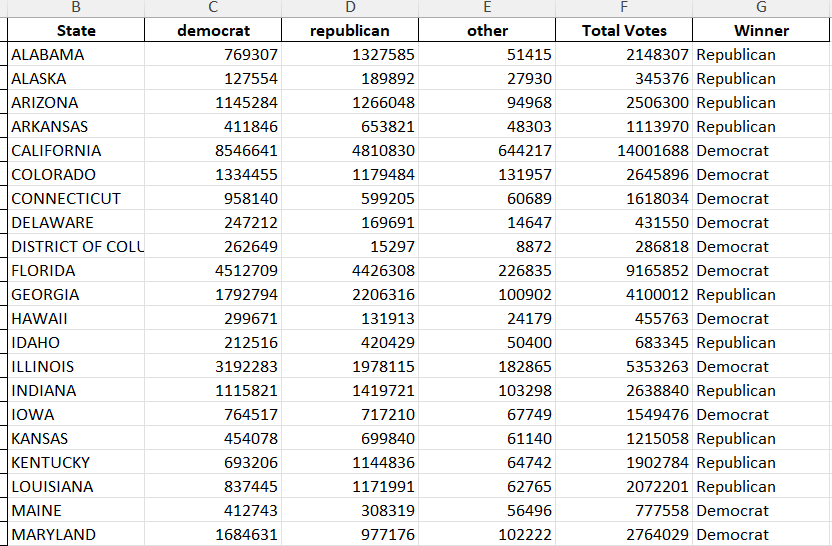 B C D E F G
State democrat republican other Total Votes Winner
ALABAMA 769307 1327585 51415 2148307 Republican
ALASKA 127554 189892 27930 345376 Republican
ARIZONA 1145284 1266048 94968 2506300 Republican
ARKANSAS 411846 653821 48303 1113970 Republican
CALIFORNIA 8546641 4810830 644217 14001688 Democrat
COLORADO 1334455 1179484 131957 2645896 Democrat
CONNECTICUT 958140 599205 60689 1618034 Democrat
DELAWARE 247212 169691 14647 431550 Democrat
DISTRICT OF COLU 262649 15297 8872 286818 Democrat
FLORIDA 4512709 4426308 226835 9165852 Democrat
GEORGIA 1792794 2206316 100902 4100012 Republican
HAWAII 299671 131913 24179 455763 Democrat
IDAHO 212516 420429 50400 683345 Republican
ILLINOIS 3192283 1978115 182865 5353263 Democrat
INDIANA 1115821 1419721 103298 2638840 Republican
IOWA 764517 717210 67749 1549476 Democrat
KANSAS 454078 699840 61140 1215058 Republican
KENTUCKY 693206 1144836 64742 1902784 Republican
LOUISIANA 837445 1171991 62765 2072201 Republican
MAINE 412743 308319 56496 777558 Democrat
MARYLAND 1684631 977176 102222 2764029 Democrat